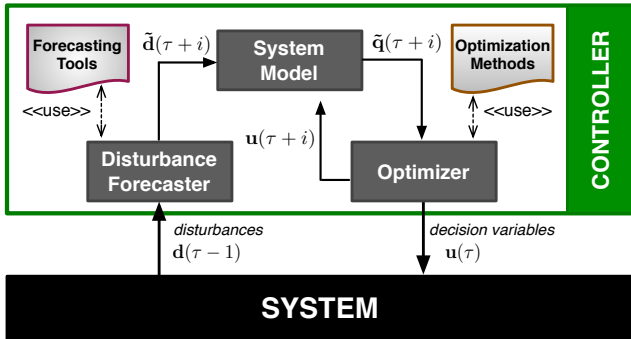 Forecasting
Tools
d̃(τ + i)
System
Model
q̃(τ + i)
Optimization
Methods
<<use>>
<<use>>
u(τ + i)
Disturbance
Forecaster
Optimizer
CONTROLLER
disturbances
d(τ − 1)
decision variables
u(τ)
SYSTEM